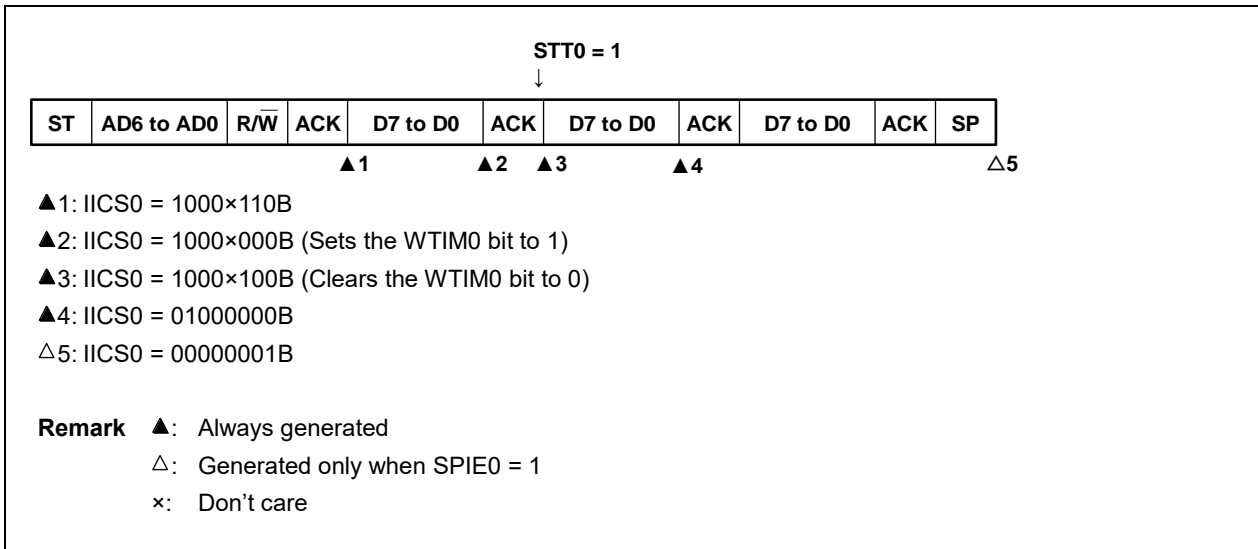 STT0 = 1
↓
ST AD6 to AD0 R/W̅ ACK D7 to D0 ACK D7 to D0 ACK D7 to D0 ACK SP
▲1 ▲2 ▲3 ▲4 △5
▲1: IICS0 = 1000×110B
▲2: IICS0 = 1000×000B (Sets the WTIM0 bit to 1)
▲3: IICS0 = 1000×100B (Clears the WTIM0 bit to 0)
▲4: IICS0 = 01000000B
△5: IICS0 = 00000001B
Remark ▲: Always generated
△: Generated only when SPIE0 = 1
×: Don’t care